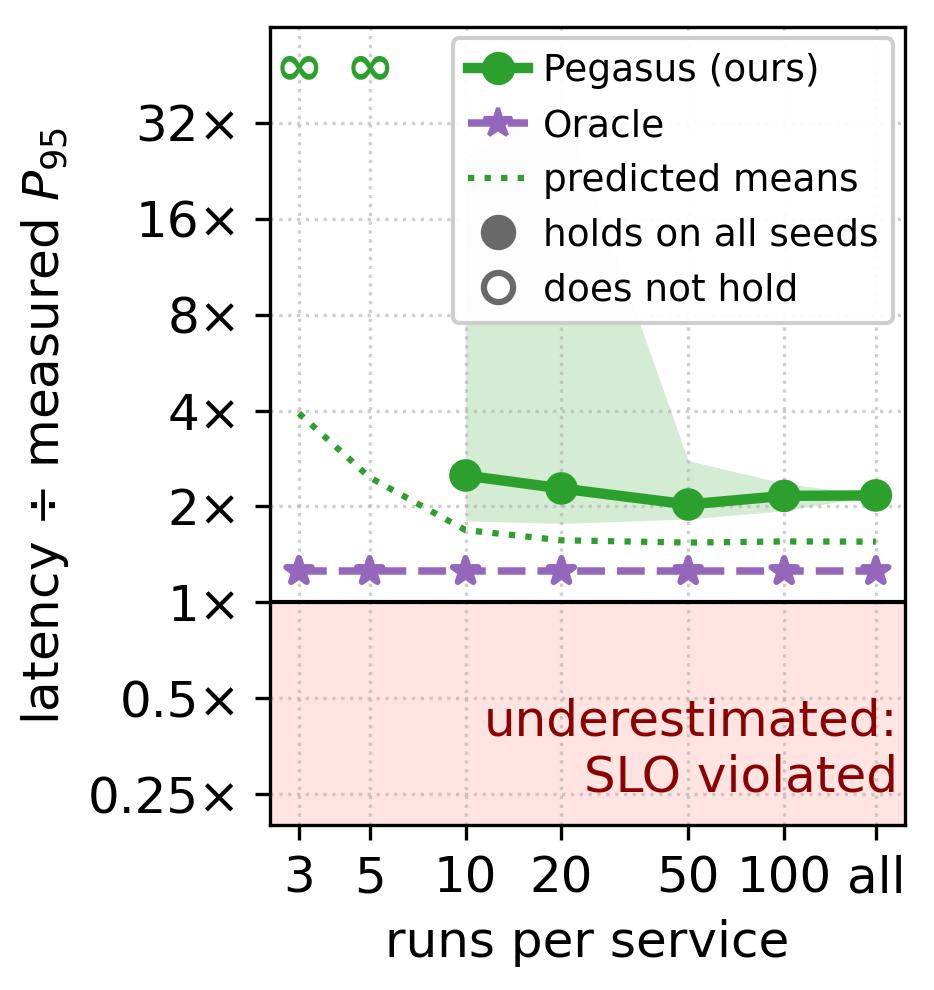 latency ÷ measured P95
∞ ∞
32×
16×
8×
4×
2×
1×
0.5×
0.25×
Pegasus (ours)
Oracle
predicted means
holds on all seeds
does not hold
underestimated:
SLO violated
3 5 10 20 50 100 all
runs per service